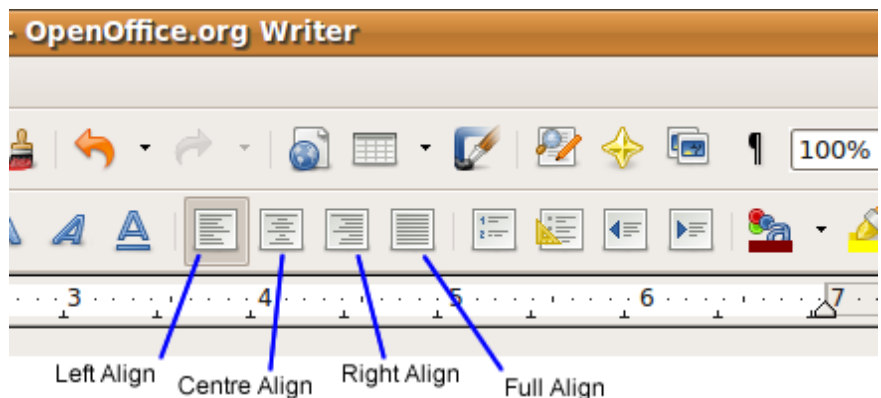 - OpenOffice.org Writer
100%
3 4 5 6 7
Left Align Centre Align Right Align Full Align